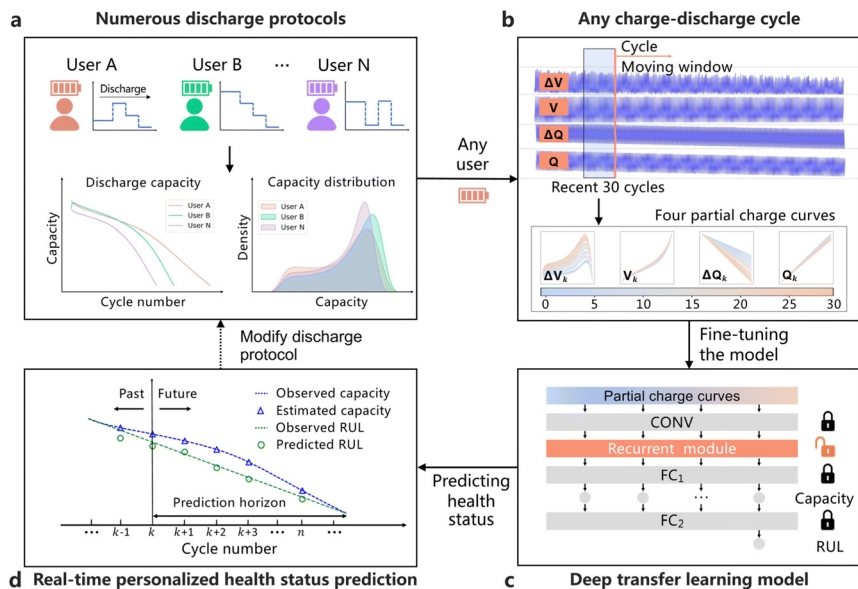 a Numerous discharge protocols
User A
User B
...
User N
Discharge
Discharge capacity
User A
User B
User N
Capacity
Cycle number
Capacity distribution
User A
User B
User N
Density
Capacity
Any
user
b Any charge-discharge cycle
Cycle
Moving window
ΔV
V
ΔQ
Q
Recent 30 cycles
Four partial charge curves
ΔVk
Vk
ΔQk
Qk
0 5 10 15 20 25 30
Fine-tuning
the model
Partial charge curves
CONV
Recurrent module
FC1
...
Capacity
FC2
RUL
c Deep transfer learning model
Predicting
health
status
Modify discharge
protocol
Past
Future
Observed capacity
Estimated capacity
Observed RUL
Predicted RUL
Prediction horizon
... k-1 k k+1 k+2 k+3 ... n ...
Cycle number
d Real-time personalized health status prediction